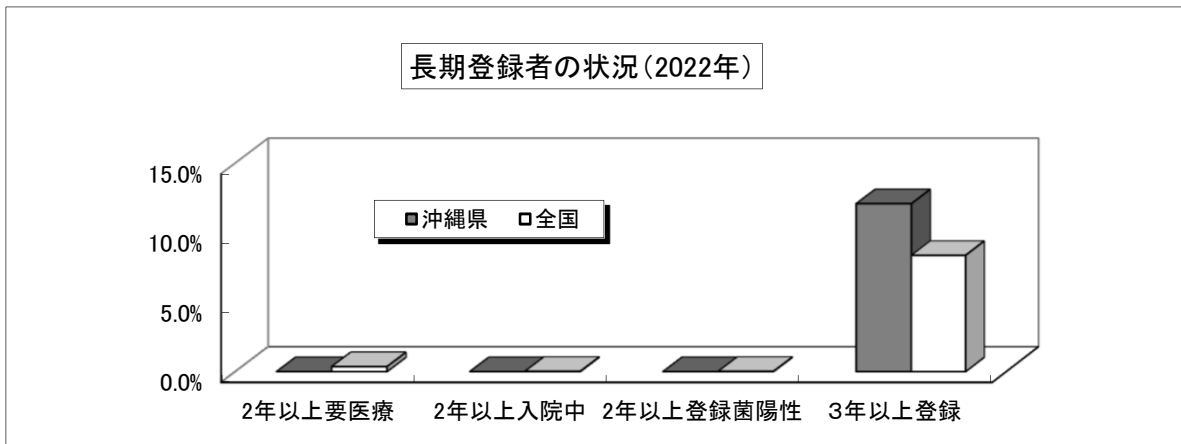 長期登録者の状況(2022年)
15.0%
10.0%
5.0%
0.0%
沖縄県 全国
2年以上要医療 2年以上入院中 2年以上登録菌陽性 3年以上登録